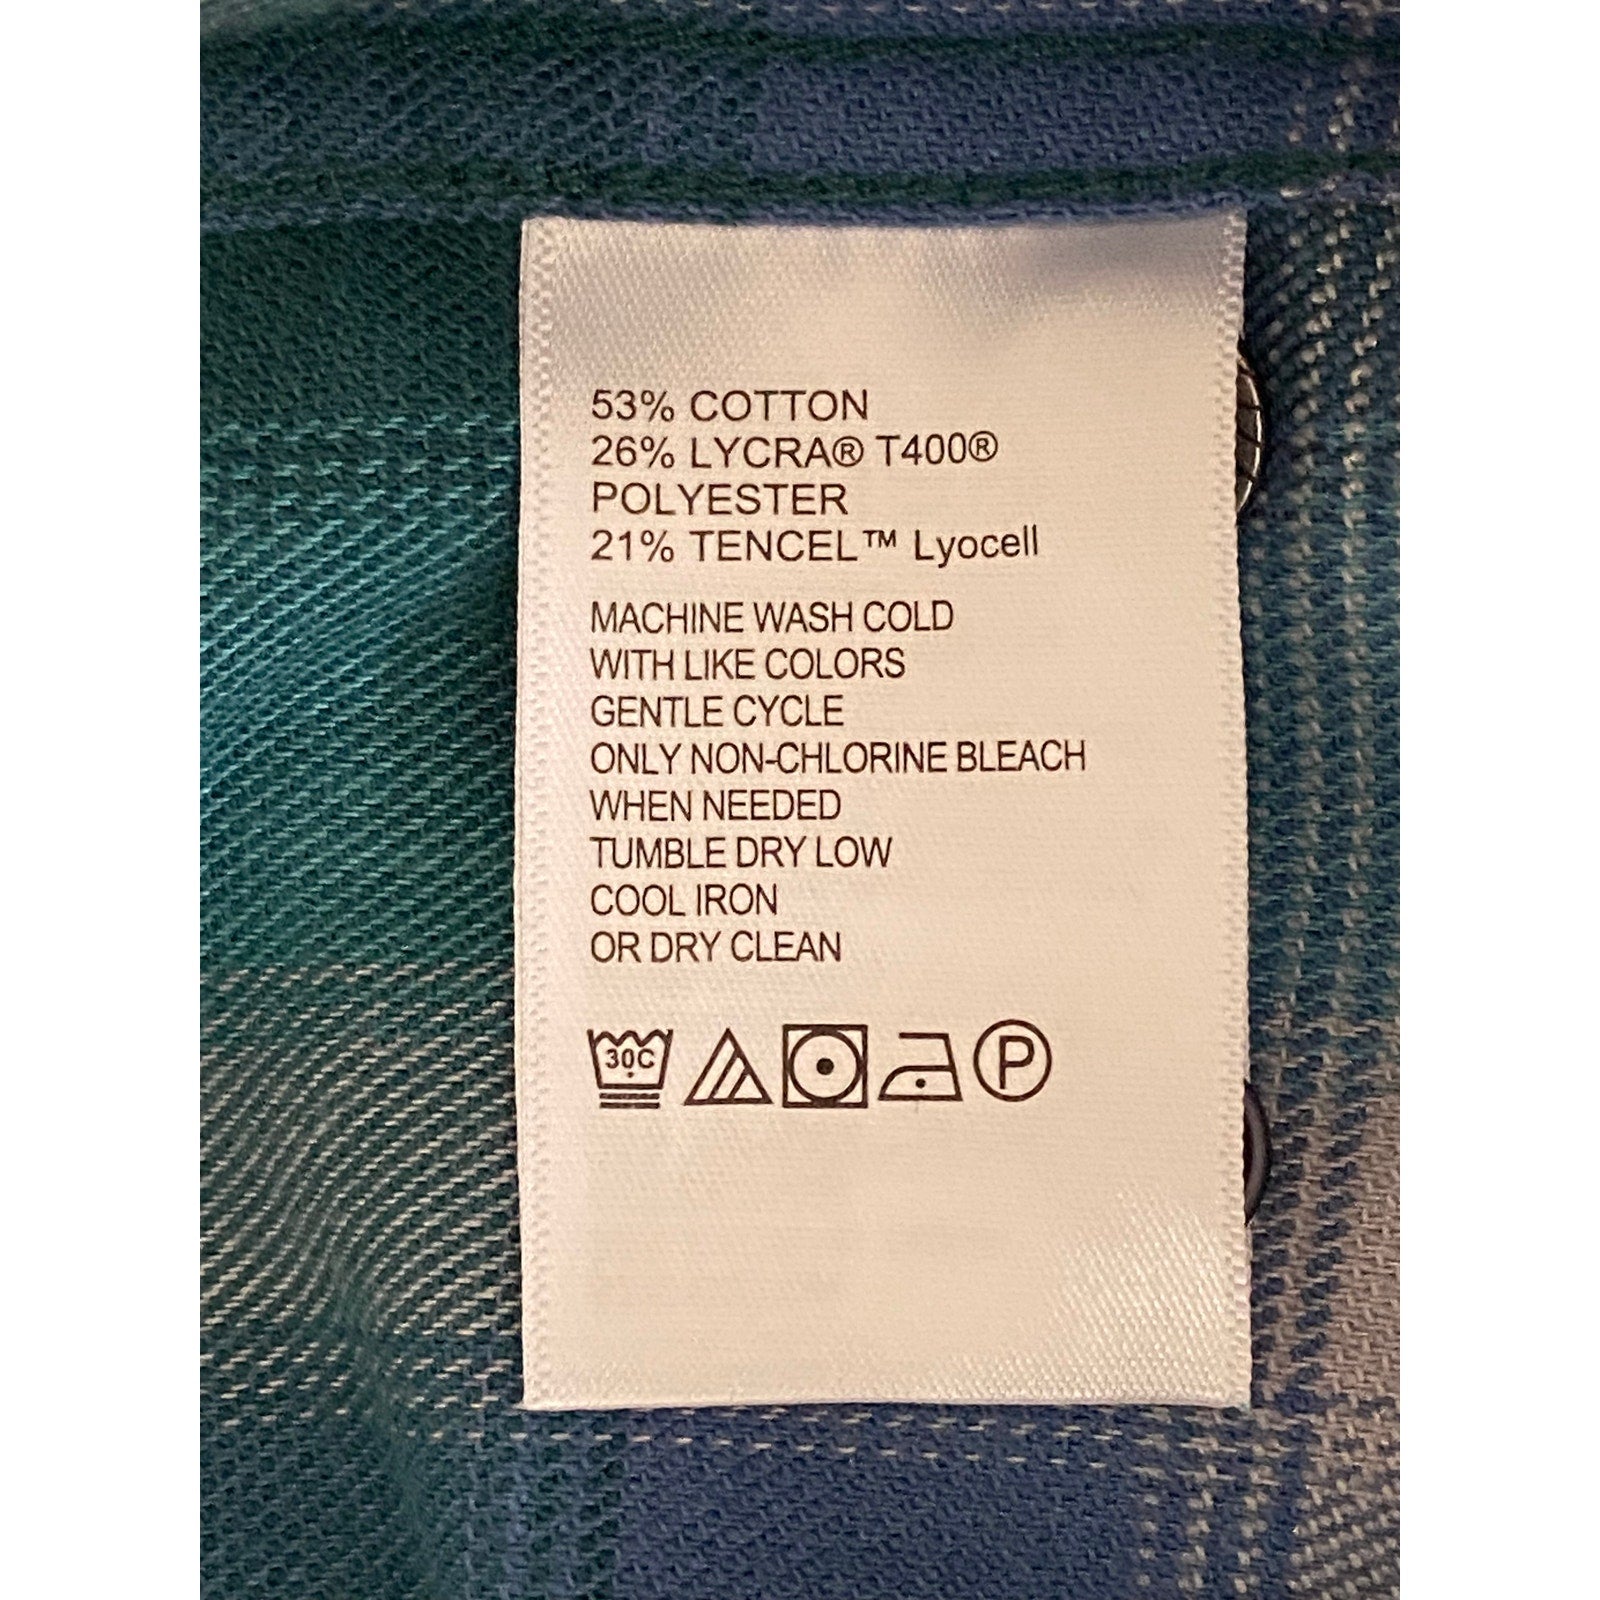 53% COTTON
26% LYCRA® T400®
POLYESTER
21% TENCEL™ Lyocell
MACHINE WASH COLD
WITH LIKE COLORS
GENTLE CYCLE
ONLY NON-CHLORINE BLEACH
WHEN NEEDED
TUMBLE DRY LOW
COOL IRON
OR DRY CLEAN
30C P